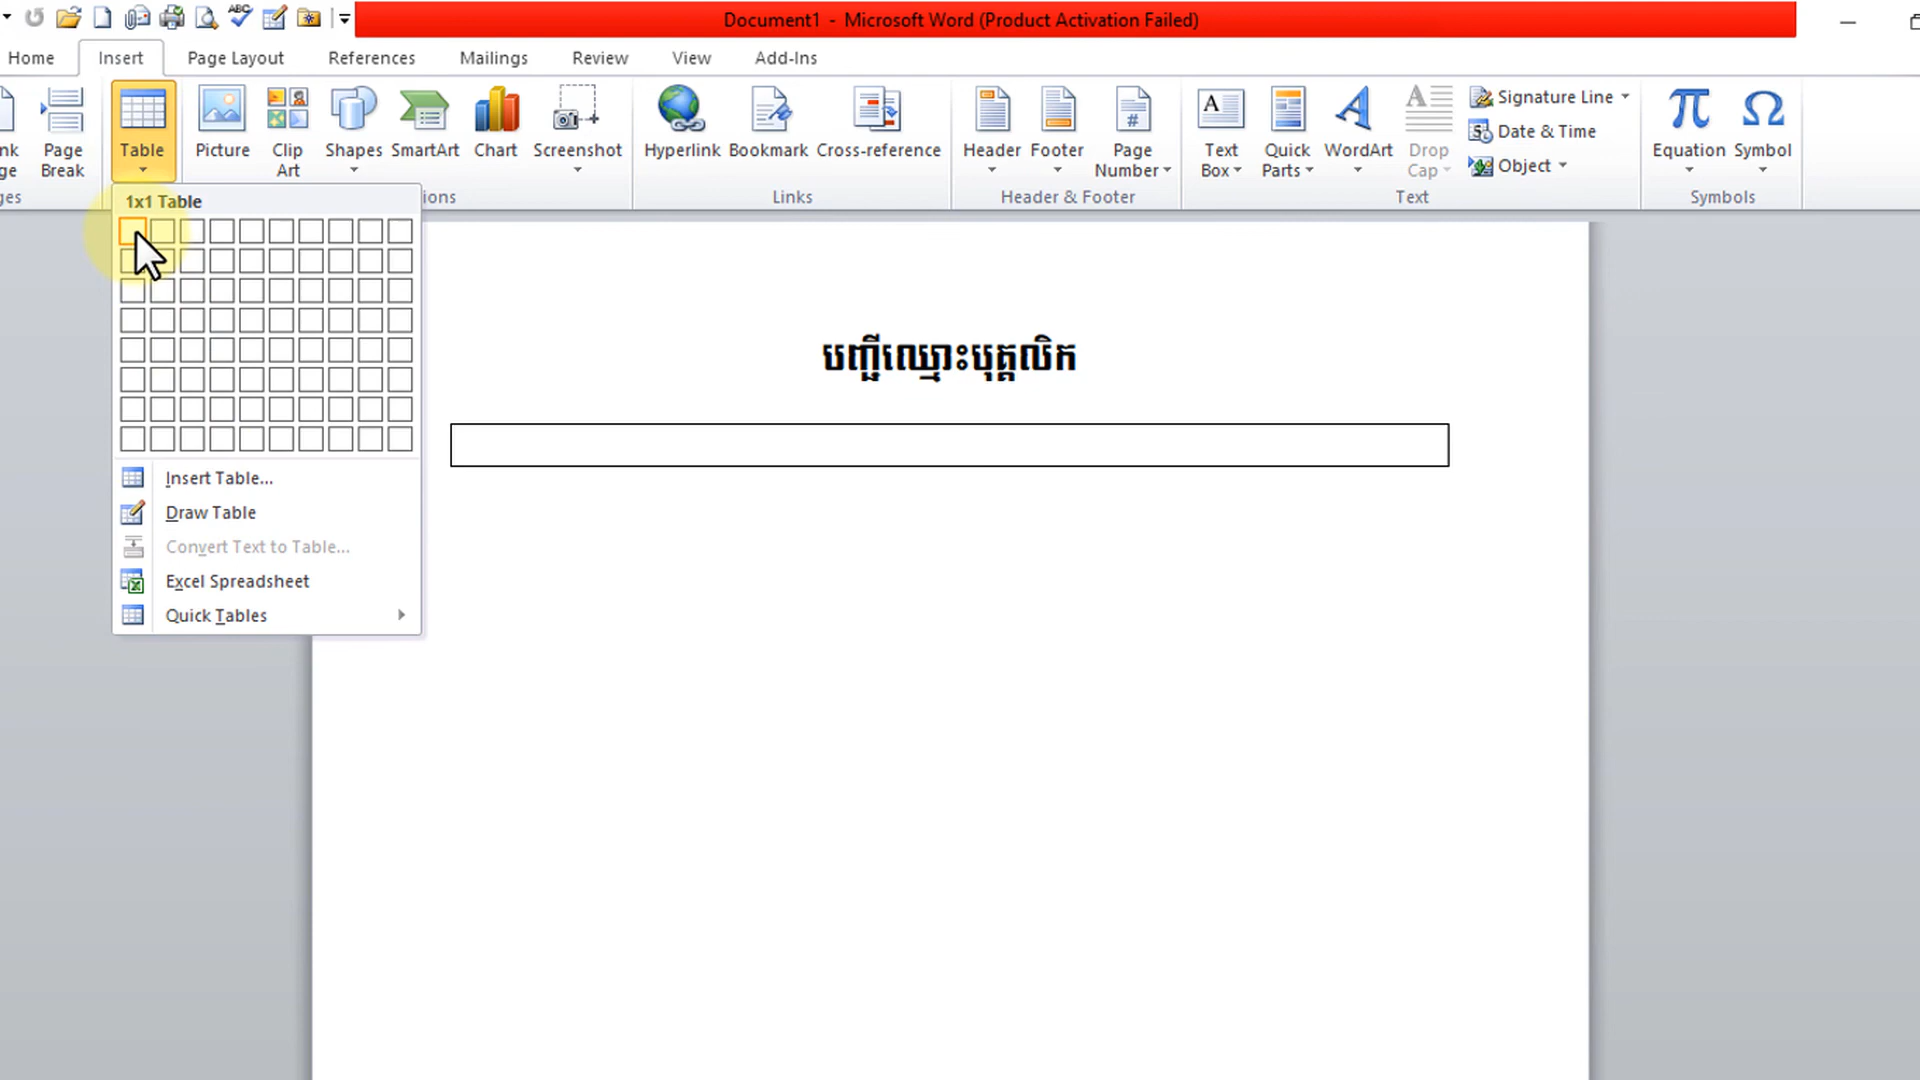 Document1 - Microsoft Word (Product Activation Failed)
Home Insert Page Layout References Mailings Review View Add-Ins
Page Break
Table
Picture
Clip Art
Shapes
SmartArt
Chart
Screenshot
Hyperlink
Bookmark
Cross-reference
Header
Footer
Page Number
Text Box
Quick Parts
WordArt
Drop Cap
Signature Line
Date & Time
Object
Equation
Symbol
Links
Header & Footer
Text
Symbols
1x1 Table
Insert Table...
Draw Table
Convert Text to Table...
Excel Spreadsheet
Quick Tables
បញ្ជីឈ្មោះបុគ្គលិក